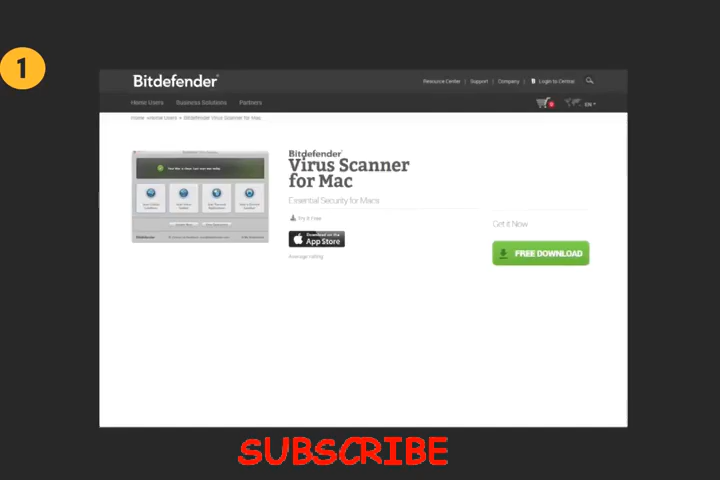 1
Bitdefender
Resource Center | Support | Company | Login to Central
Home Users Business Solutions Partners
0 EN
Home Home Users Bitdefender Virus Scanner for Mac
Bitdefender
Virus Scanner
for Mac
Essential Security for Macs
Try it Free
Download on the
App Store
Average rating
Get it Now
FREE DOWNLOAD
Bitdefender
SUBSCRIBE